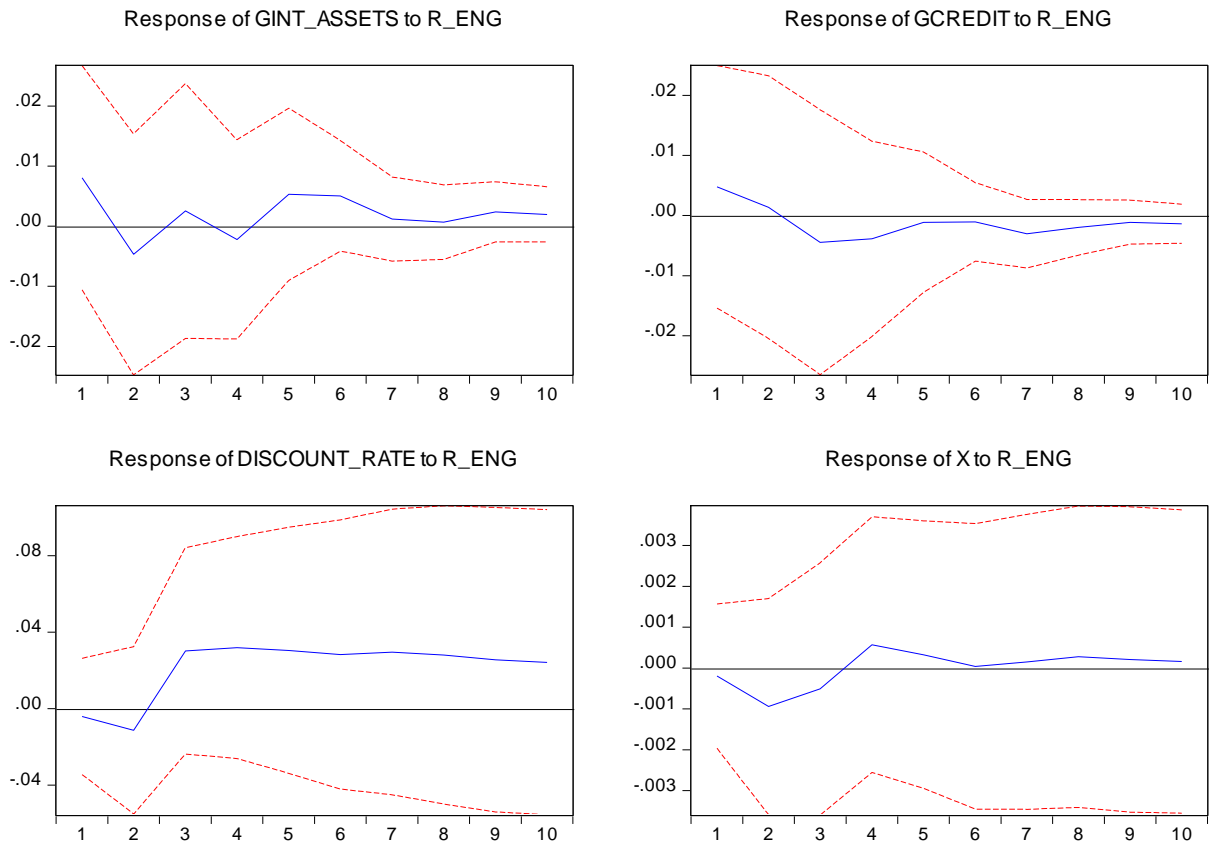 Response of GINT_ASSETS to R_ENG
.02
.01
.00
-.01
-.02
1 2 3 4 5 6 7 8 9 10
Response of GCREDIT to R_ENG
.02
.01
.00
-.01
-.02
1 2 3 4 5 6 7 8 9 10
Response of DISCOUNT_RATE to R_ENG
.08
.04
.00
-.04
1 2 3 4 5 6 7 8 9 10
Response of X to R_ENG
.003
.002
.001
.000
-.001
-.002
-.003
1 2 3 4 5 6 7 8 9 10